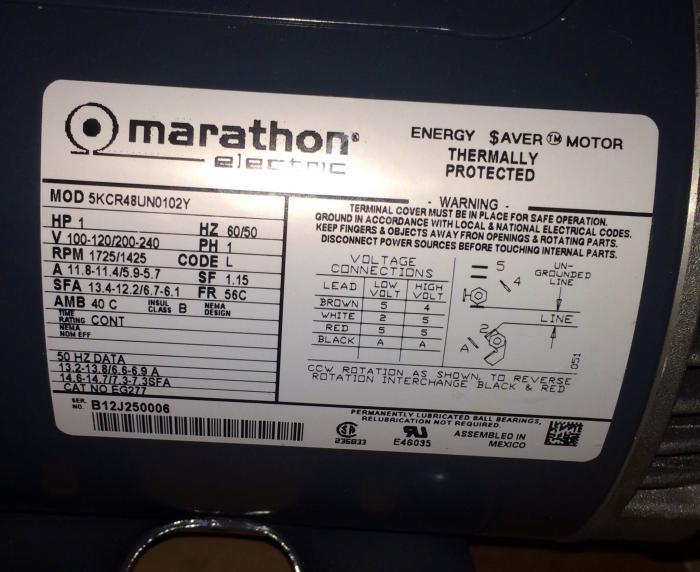 marathon®
electric
ENERGY $AVER TM MOTOR
THERMALLY
PROTECTED
MOD 5KCR48UN0102Y
HP 1 HZ 60/50
V 100-120/200-240 PH 1
RPM 1725/1425 CODE L
A 11.8-11.4/5.9-5.7 SF 1.15
SFA 13.4-12.2/6.7-6.1 FR 56C
AMB 40 C INSUL CLASS B NEMA DESIGN
TIME RATING CONT
NEMA NOM EFF
50 HZ DATA
13.2-13.8/6.6-6.9 A
14.6-14.7/7.3-7.3SFA
CAT NO EG277
SER. NO. B12J250006
- WARNING -
TERMINAL COVER MUST BE IN PLACE FOR SAFE OPERATION.
GROUND IN ACCORDANCE WITH LOCAL & NATIONAL ELECTRICAL CODES.
KEEP FINGERS & OBJECTS AWAY FROM OPENINGS & ROTATING PARTS.
DISCONNECT POWER SOURCES BEFORE TOUCHING INTERNAL PARTS.
VOLTAGE
CONNECTIONS
LEAD LOW VOLT HIGH VOLT
BROWN 5 4
WHITE 2 5
RED 5 5
BLACK A A
5
4
2
A
UN-
GROUNDED
LINE
LINE
051
CCW ROTATION AS SHOWN, TO REVERSE
ROTATION INTERCHANGE BLACK & RED
PERMANENTLY LUBRICATED BALL BEARINGS,
RELUBRICATION NOT REQUIRED.
236833
E46035
ASSEMBLED IN
MEXICO